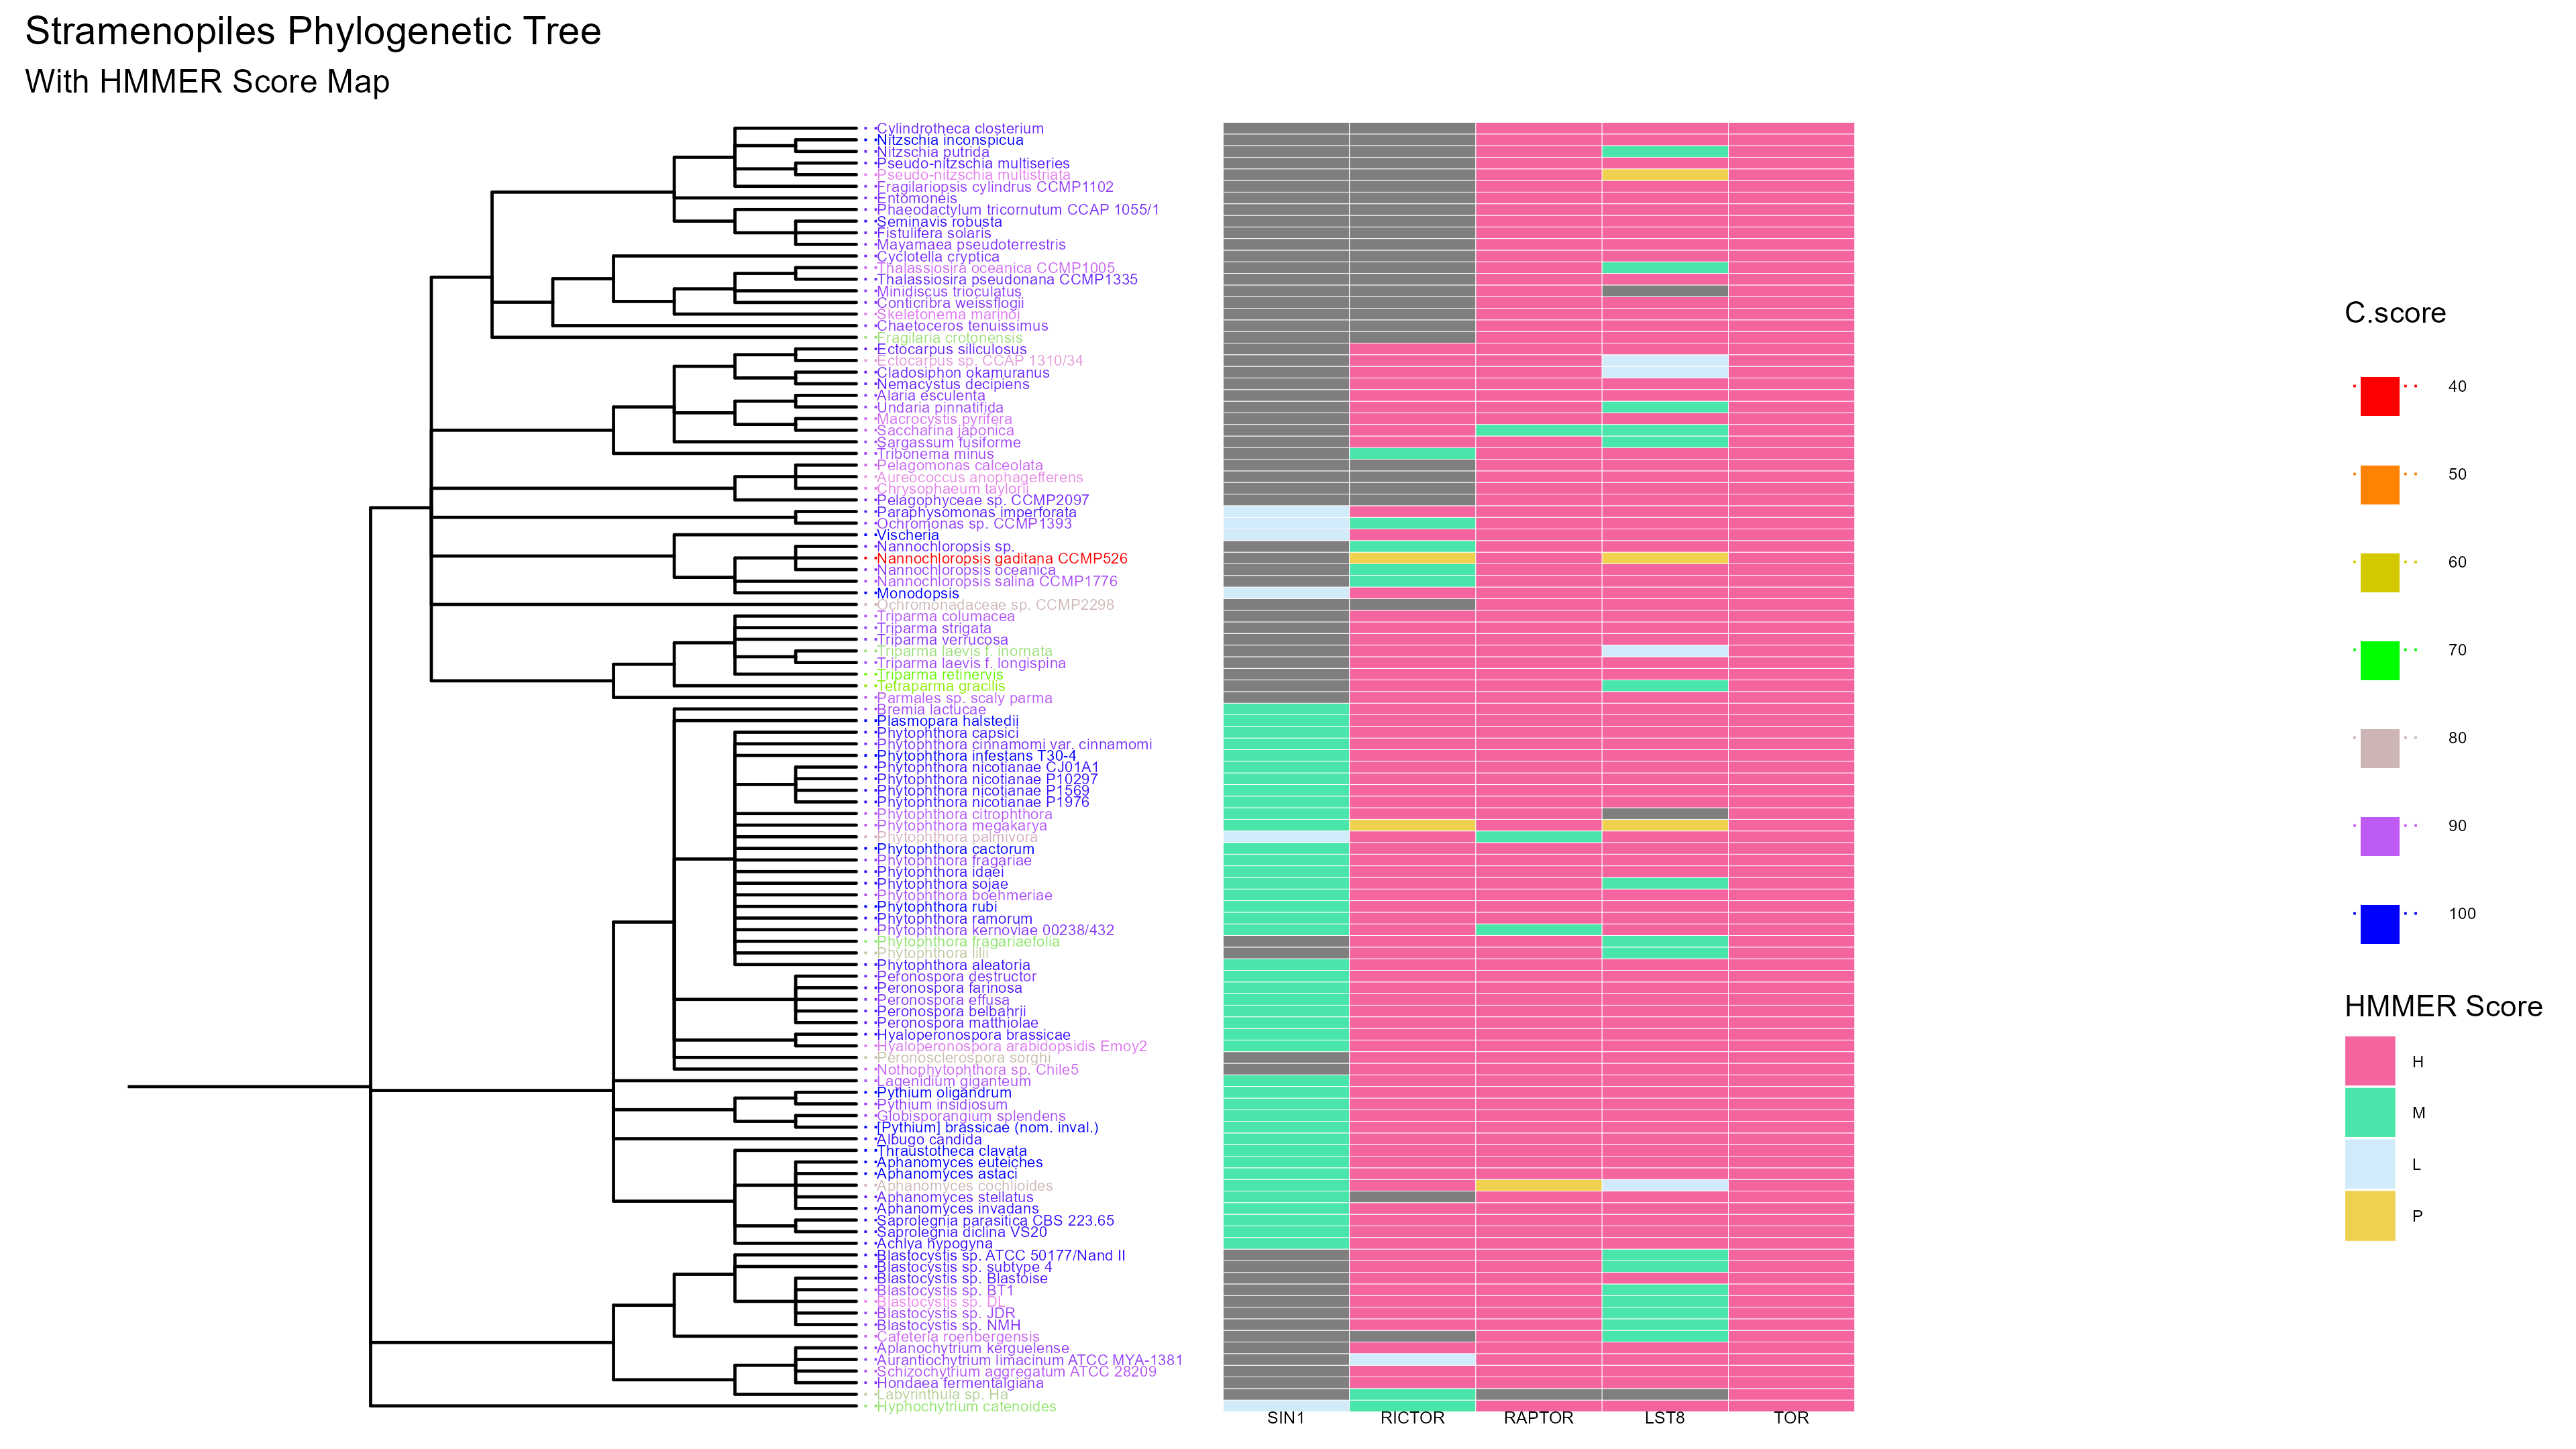 Stramenopiles Phylogenetic Tree
With HMMER Score Map
Cylindrotheca closterium
Nitzschia inconspicua
Nitzschia putrida
Pseudo-nitzschia multiseries
Pseudo-nitzschia multistriata
Fragilariopsis cylindrus CCMP1102
Entomoneis
Phaeodactylum tricornutum CCAP 1055/1
Seminavis robusta
Fistulifera solaris
Mayamaea pseudoterrestris
Cyclotella cryptica
Thalassiosira oceanica CCMP1005
Thalassiosira pseudonana CCMP1335
Minidiscus trioculatus
Conticribra weissflogii
Skeletonema marinoi
Chaetoceros tenuissimus
Fragilaria crotonensis
Ectocarpus siliculosus
Ectocarpus sp. CCAP 1310/34
Cladosiphon okamuranus
Nemacystus decipiens
Alaria esculenta
Undaria pinnatifida
Macrocystis pyrifera
Saccharina japonica
Sargassum fusiforme
Tribonema minus
Pelagomonas calceolata
Aureococcus anophagefferens
Chrysophaeum taylorii
Pelagophyceae sp. CCMP2097
Paraphysomonas imperforata
Ochromonas sp. CCMP1393
Vischeria
Nannochloropsis sp.
Nannochloropsis gaditana CCMP526
Nannochloropsis oceanica
Nannochloropsis salina CCMP1776
Monodopsis
Ochromonadaceae sp. CCMP2298
Triparma columacea
Triparma strigata
Triparma verrucosa
Triparma laevis f. inornata
Triparma laevis f. longispina
Triparma retinervis
Tetraparma gracilis
Parmales sp. scaly parma
Bremia lactucae
Plasmopara halstedii
Phytophthora capsici
Phytophthora cinnamomi var. cinnamomi
Phytophthora infestans T30-4
Phytophthora nicotianae CJ01A1
Phytophthora nicotianae P10297
Phytophthora nicotianae P1569
Phytophthora nicotianae P1976
Phytophthora citrophthora
Phytophthora megakarya
Phytophthora palmivora
Phytophthora cactorum
Phytophthora fragariae
Phytophthora idaei
Phytophthora sojae
Phytophthora boehmeriae
Phytophthora rubi
Phytophthora ramorum
Phytophthora kernoviae 00238/432
Phytophthora fragariaefolia
Phytophthora lilii
Phytophthora aleatoria
Peronospora destructor
Peronospora farinosa
Peronospora effusa
Peronospora belbahrii
Peronospora matthiolae
Hyaloperonospora brassicae
Hyaloperonospora arabidopsidis Emoy2
Peronosclerospora sorghi
Nothophytophthora sp. Chile5
Lagenidium giganteum
Pythium oligandrum
Pythium insidiosum
Globisporangium splendens
[Pythium] brassicae (nom. inval.)
Albugo candida
Thraustotheca clavata
Aphanomyces euteiches
Aphanomyces astaci
Aphanomyces cochlioides
Aphanomyces stellatus
Aphanomyces invadans
Saprolegnia parasitica CBS 223.65
Saprolegnia diclina VS20
Achlya hypogyna
Blastocystis sp. ATCC 50177/Nand II
Blastocystis sp. subtype 4
Blastocystis sp. Blastoise
Blastocystis sp. BT1
Blastocystis sp. DL
Blastocystis sp. JDR
Blastocystis sp. NMH
Cafeteria roenbergensis
Aplanochytrium kerguelense
Aurantiochytrium limacinum ATCC MYA-1381
Schizochytrium aggregatum ATCC 28209
Hondaea fermentalgiana
Labyrinthula sp. Ha
Hyphochytrium catenoides
SIN1 RICTOR RAPTOR LST8 TOR
C.score
40
50
60
70
80
90
100
HMMER Score
H
M
L
P